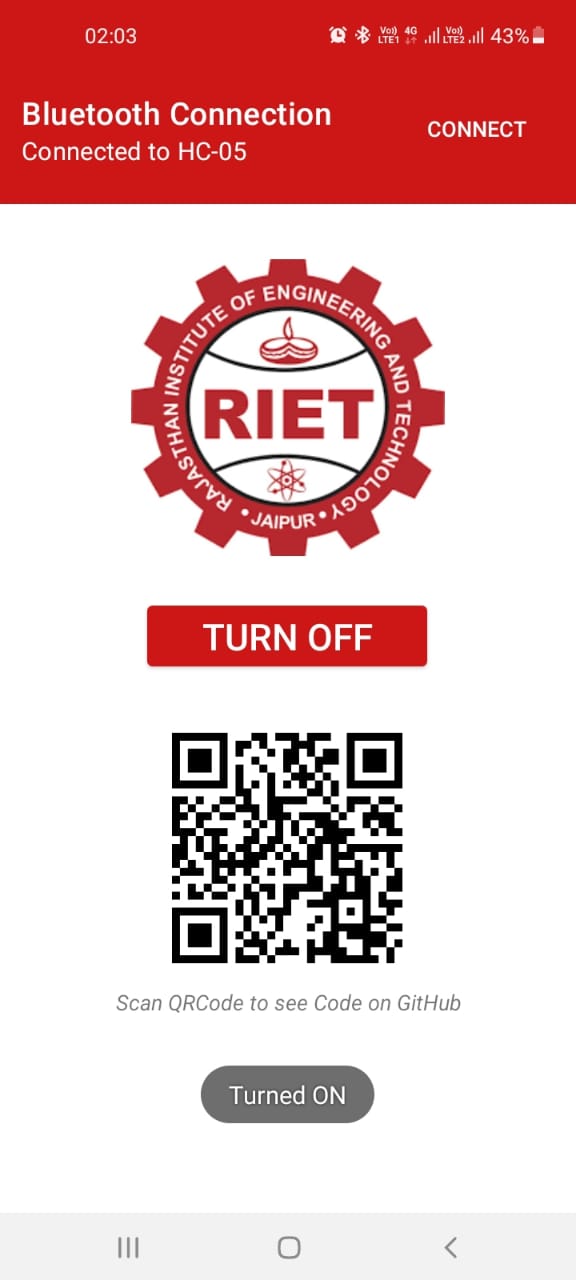 02:03
Vo)) 4G Vo))
LTE1 LTE2 43%
Bluetooth Connection
Connected to HC-05
CONNECT
RAJASTHAN INSTITUTE OF ENGINEERING AND TECHNOLOGY
RIET
• JAIPUR •
TURN OFF
Scan QRCode to see Code on GitHub
Turned ON